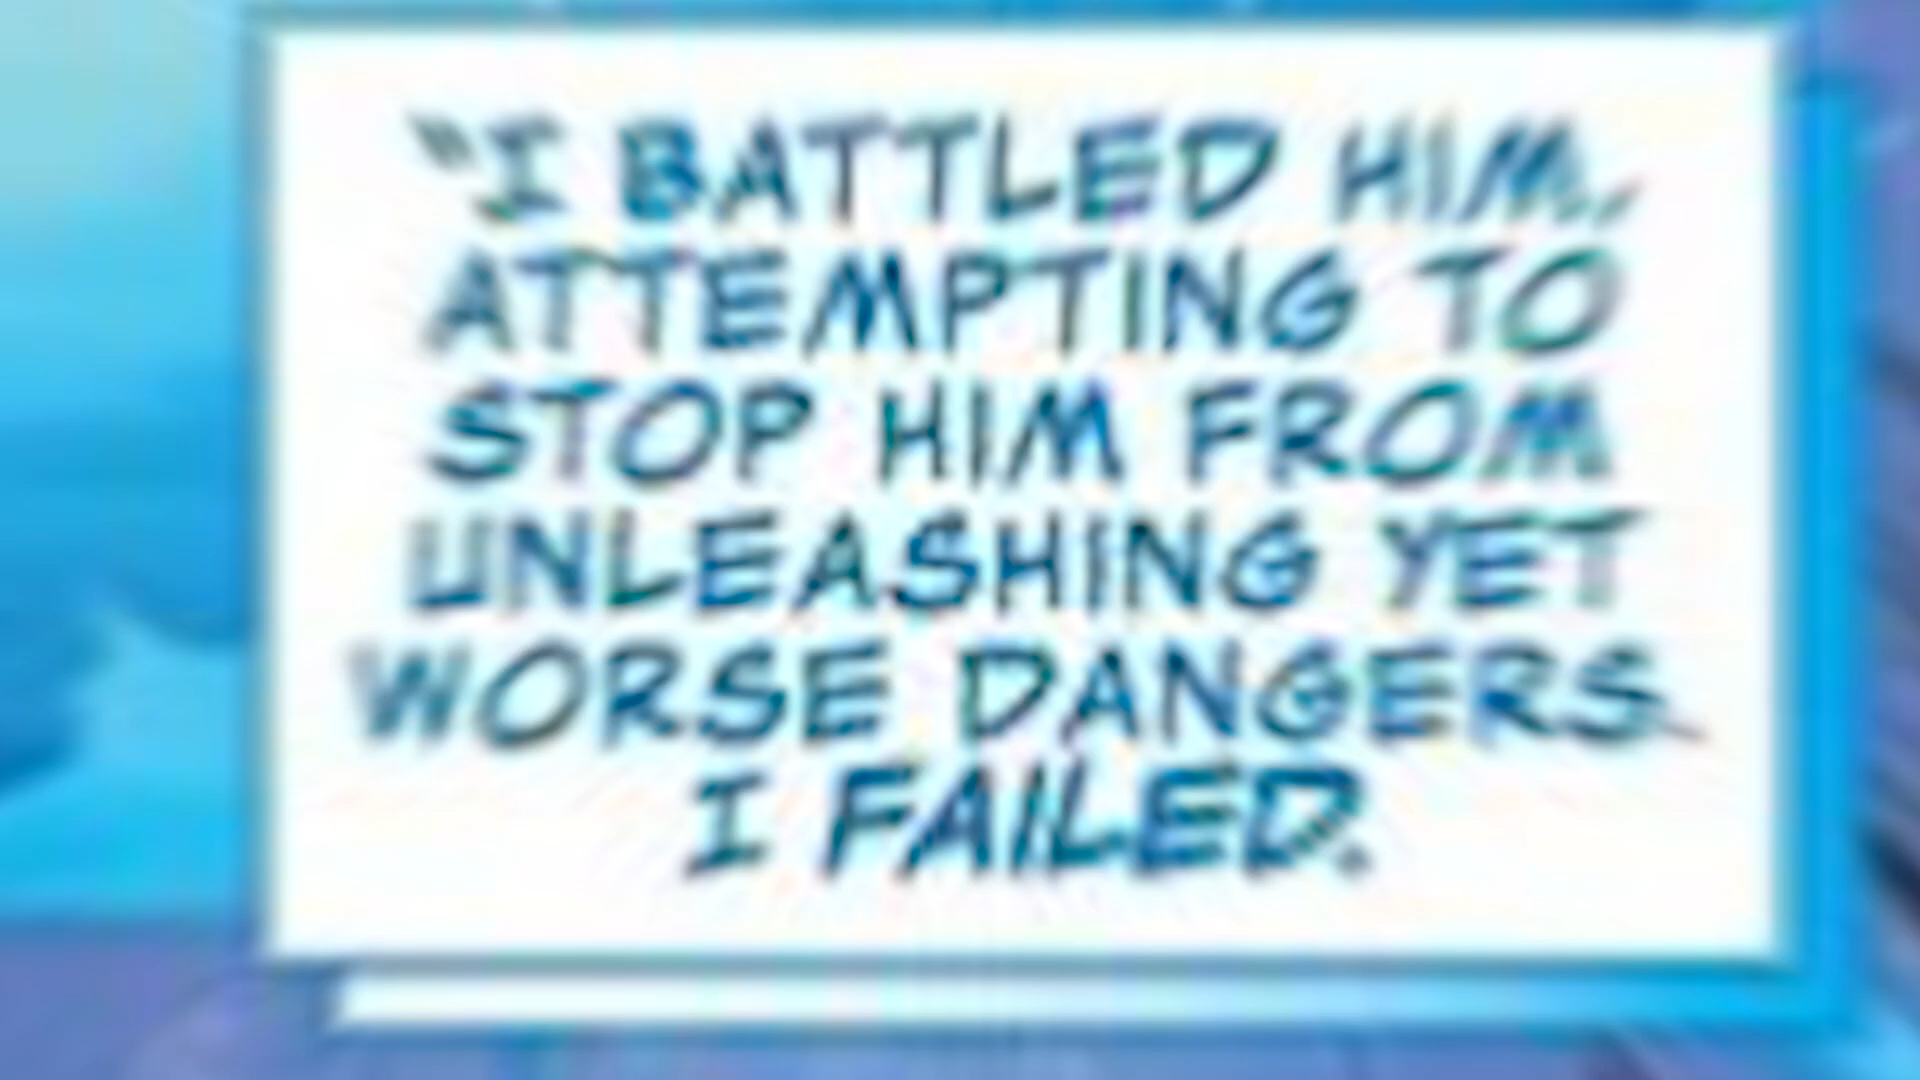 "I BATTLED HIM,
ATTEMPTING TO
STOP HIM FROM
UNLEASHING YET
WORSE DANGERS.
I FAILED.